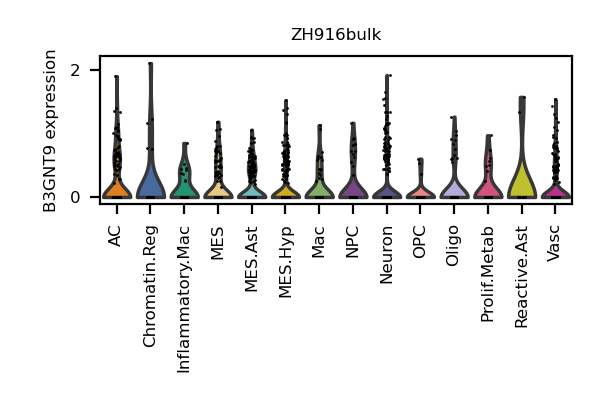 ZH916bulk
B3GNT9 expression
2
0
AC
Chromatin.Reg
Inflammatory.Mac
MES
MES.Ast
MES.Hyp
Mac
NPC
Neuron
OPC
Oligo
Prolif.Metab
Reactive.Ast
Vasc